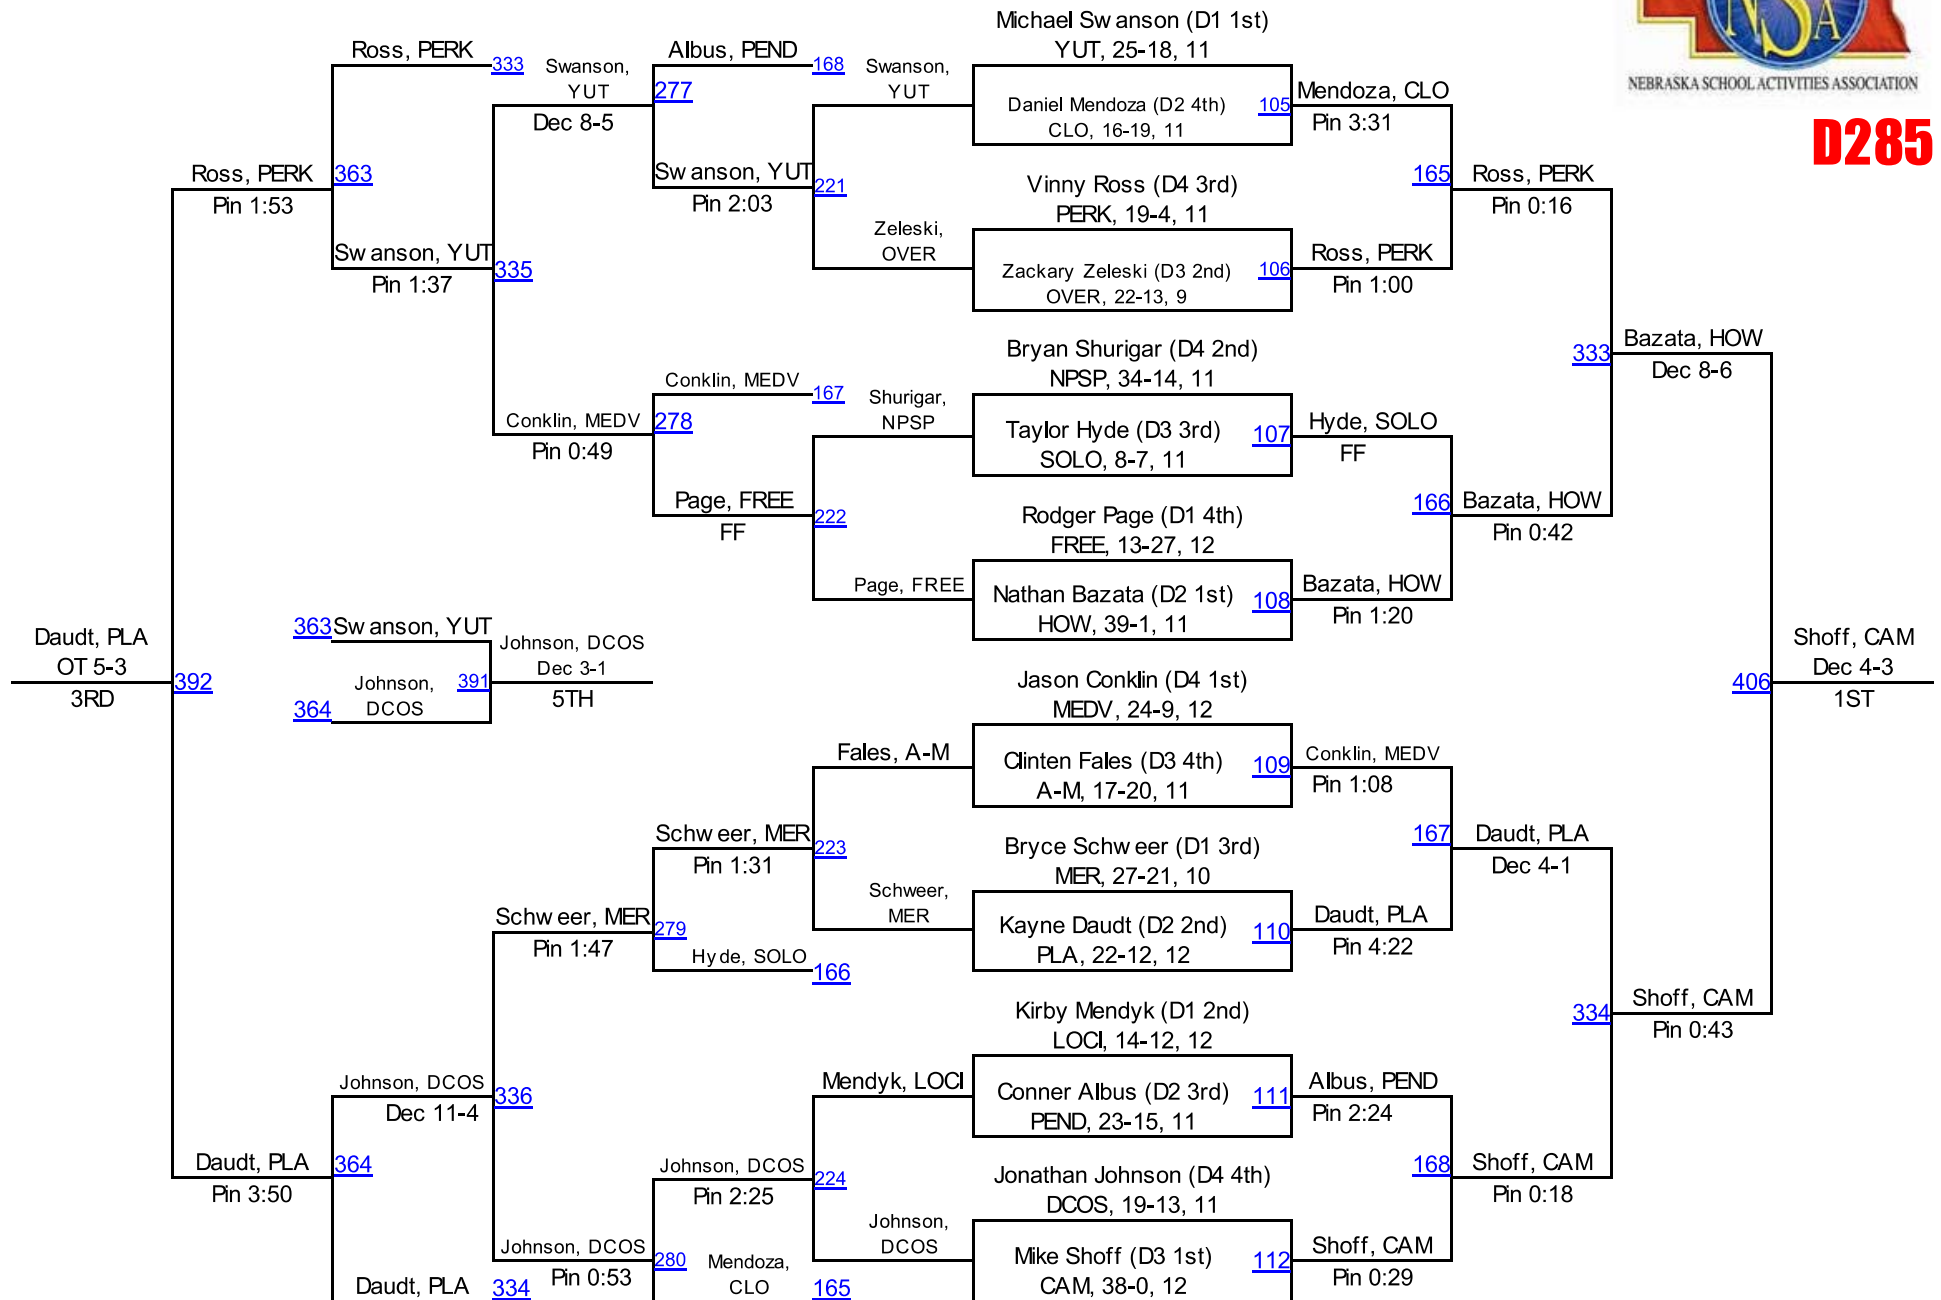 NSA
NEBRASKA SCHOOL ACTIVITIES ASSOCIATION
D285
Michael Swanson (D1 1st)
YUT, 25-18, 11
Daniel Mendoza (D2 4th)
CLO, 16-19, 11
105
Vinny Ross (D4 3rd)
PERK, 19-4, 11
Zackary Zeleski (D3 2nd)
OVER, 22-13, 9
106
Bryan Shurigar (D4 2nd)
NPSP, 34-14, 11
Taylor Hyde (D3 3rd)
SOLO, 8-7, 11
107
Rodger Page (D1 4th)
FREE, 13-27, 12
Nathan Bazata (D2 1st)
HOW, 39-1, 11
108
Jason Conklin (D4 1st)
MEDV, 24-9, 12
Clinten Fales (D3 4th)
A-M, 17-20, 11
109
Bryce Schweer (D1 3rd)
MER, 27-21, 10
Kayne Daudt (D2 2nd)
PLA, 22-12, 12
110
Kirby Mendyk (D1 2nd)
LOCI, 14-12, 12
Conner Albus (D2 3rd)
PEND, 23-15, 11
111
Jonathan Johnson (D4 4th)
DCOS, 19-13, 11
Mike Shoff (D3 1st)
CAM, 38-0, 12
112
Mendoza, CLO
Pin 3:31
165
Ross, PERK
Pin 1:00
Hyde, SOLO
FF
166
Bazata, HOW
Pin 1:20
Conklin, MEDV
Pin 1:08
167
Daudt, PLA
Pin 4:22
Albus, PEND
Pin 2:24
168
Shoff, CAM
Pin 0:29
Ross, PERK
Pin 0:16
333
Bazata, HOW
Pin 0:42
Daudt, PLA
Dec 4-1
334
Shoff, CAM
Pin 0:18
Bazata, HOW
Dec 8-6
406
Shoff, CAM
Pin 0:43
Shoff, CAM
Dec 4-3
1ST
Swanson,
YUT
221
Zeleski,
OVER
Shurigar,
NPSP
222
Page, FREE
Fales, A-M
223
Schweer,
MER
Mendyk, LOCI
224
Johnson,
DCOS
Albus, PEND
168
277
Swanson, YUT
Pin 2:03
Conklin, MEDV
167
278
Page, FREE
FF
Schweer, MER
Pin 1:31
279
Hyde, SOLO
166
Johnson, DCOS
Pin 2:25
280
Mendoza,
CLO
165
Swanson,
YUT
Dec 8-5
335
Conklin, MEDV
Pin 0:49
Schweer, MER
Pin 1:47
336
Johnson, DCOS
Pin 0:53
Ross, PERK
333
363
Swanson, YUT
Pin 1:37
Johnson, DCOS
Dec 11-4
364
Daudt, PLA
334
Ross, PERK
Pin 1:53
392
Daudt, PLA
Pin 3:50
Daudt, PLA
OT 5-3
3RD
363
Swanson, YUT
364
Johnson,
DCOS
391
Johnson, DCOS
Dec 3-1
5TH